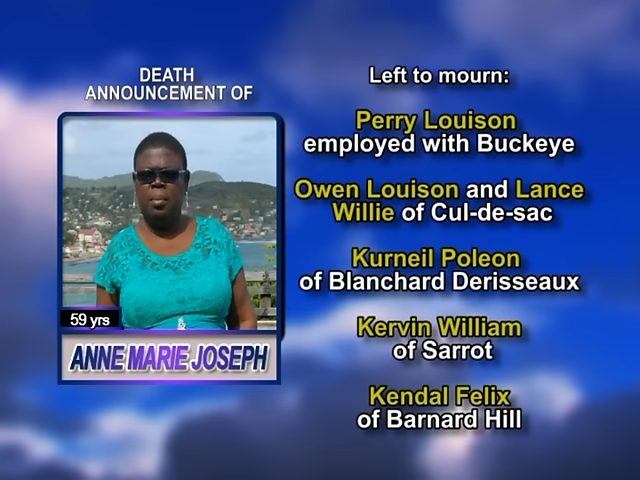 DEATH
ANNOUNCEMENT OF
59 yrs
ANNE MARIE JOSEPH
Left to mourn:
Perry Louison
employed with Buckeye
Owen Louison and Lance
Willie of Cul-de-sac
Kurneil Poleon
of Blanchard Derisseaux
Kervin William
of Sarrot
Kendal Felix
of Barnard Hill